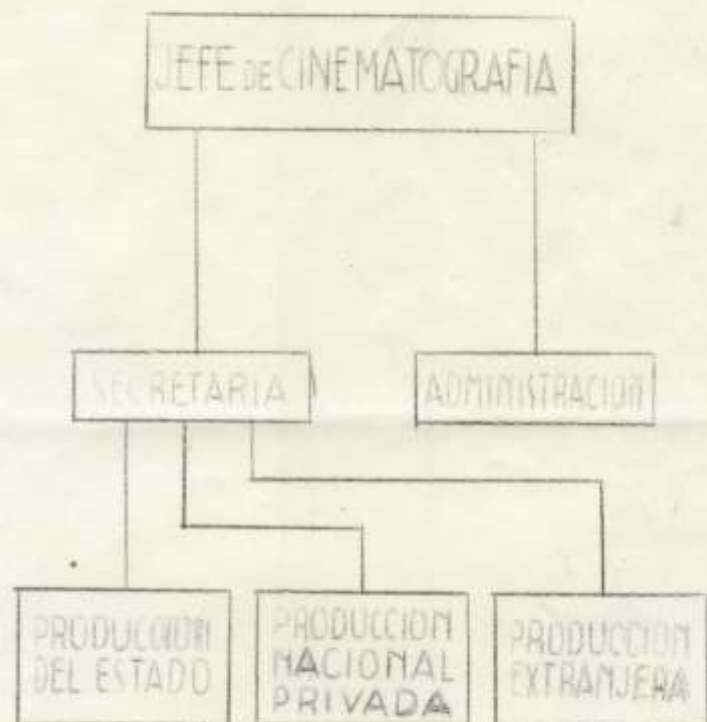 JEFE DE CINEMATOGRAFIA
SECRETARIA
ADMINISTRACION
PRODUCCION
DEL ESTADO
PRODUCCION
NACIONAL
PRIVADA
PRODUCCION
EXTRANJERA